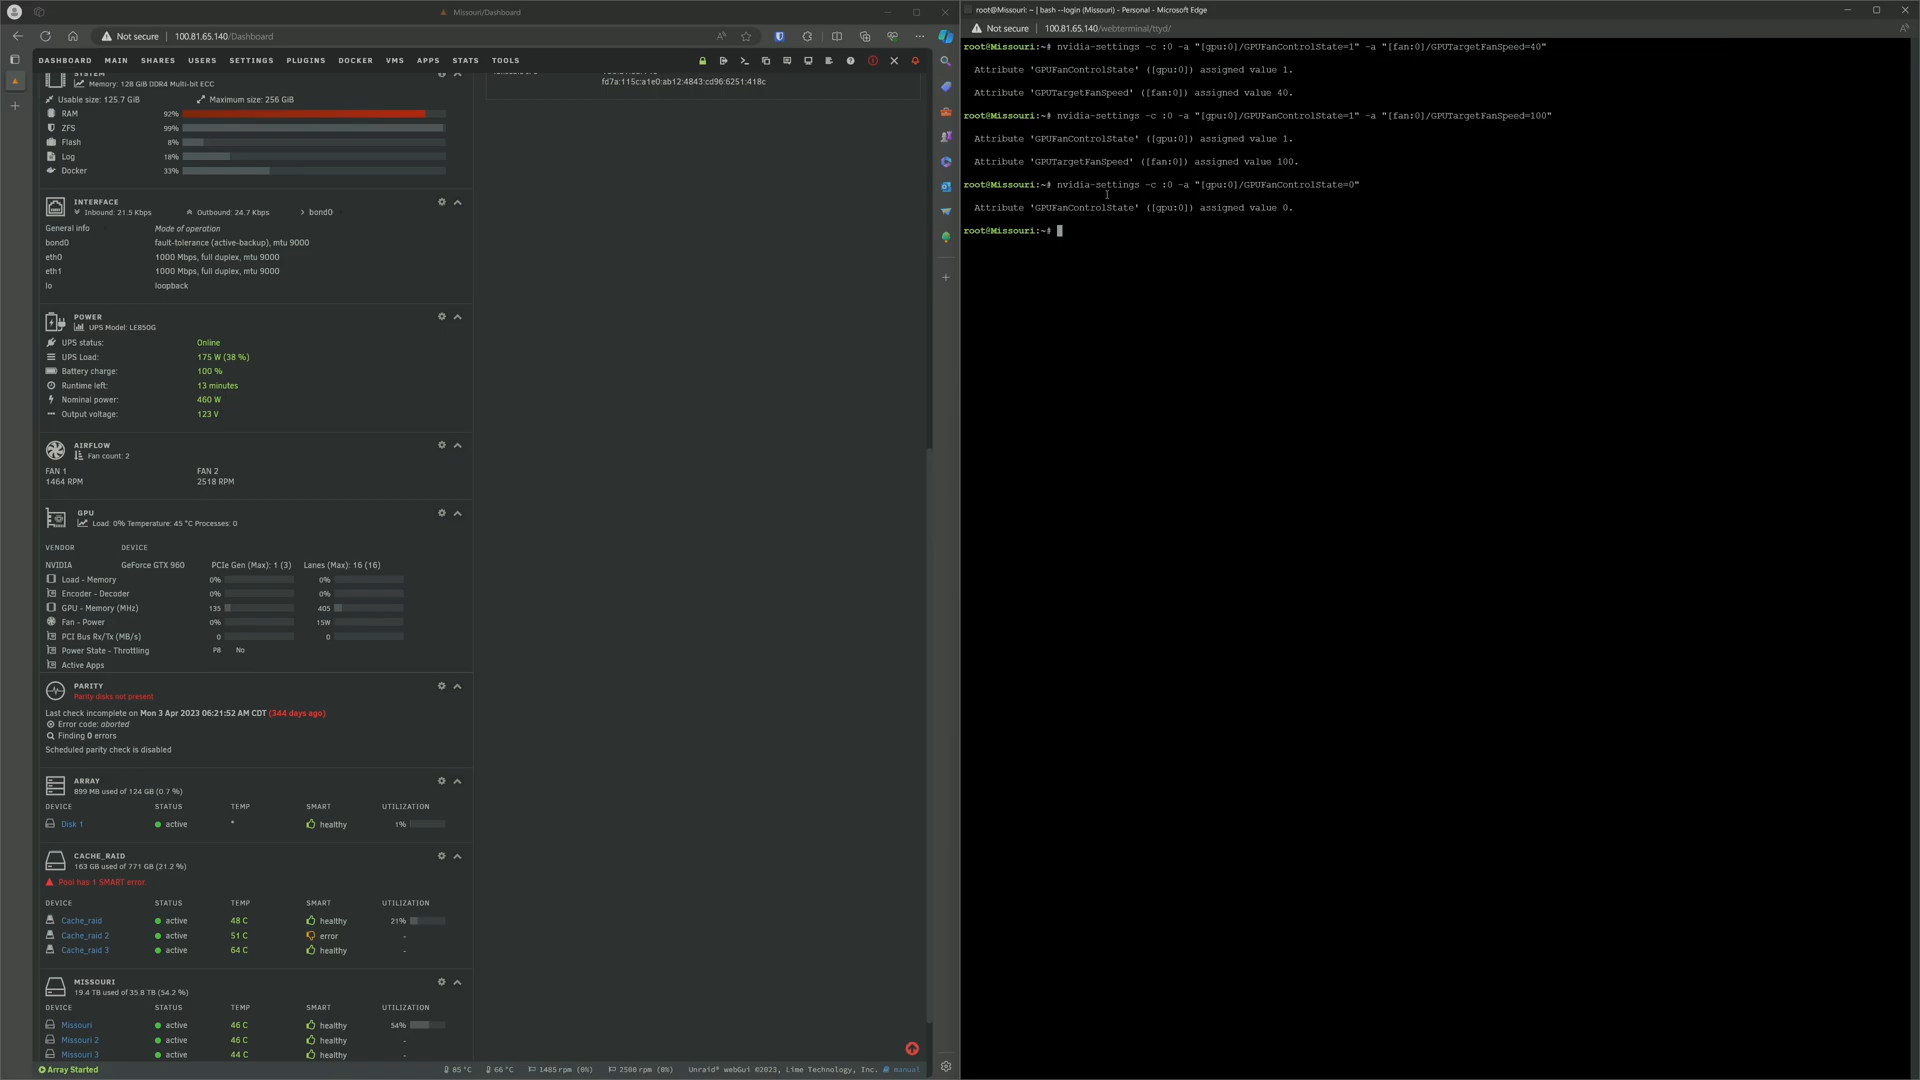 Missouri/Dashboard
Not secure | 100.81.65.140/Dashboard
DASHBOARD MAIN SHARES USERS SETTINGS PLUGINS DOCKER VMS APPS STATS TOOLS
SYSTEM
Memory: 128 GiB DDR4 Multi-bit ECC
Usable size: 125.7 GiB Maximum size: 256 GiB
RAM 92%
ZFS 99%
Flash 8%
Log 18%
Docker 33%
INTERFACE
Inbound: 21.5 Kbps Outbound: 24.7 Kbps > bond0
General info Mode of operation
bond0 fault-tolerance (active-backup), mtu 9000
eth0 1000 Mbps, full duplex, mtu 9000
eth1 1000 Mbps, full duplex, mtu 9000
lo loopback
POWER
UPS Model: LE850G
UPS status: Online
UPS Load: 175 W (38 %)
Battery charge: 100 %
Runtime left: 13 minutes
Nominal power: 460 W
Output voltage: 123 V
AIRFLOW
Fan count: 2
FAN 1 FAN 2
1464 RPM 2518 RPM
GPU
Load: 0% Temperature: 45 °C Processes: 0
VENDOR DEVICE
NVIDIA GeForce GTX 960 PCIe Gen (Max): 1 (3) Lanes (Max): 16 (16)
Load - Memory 0% 0%
Encoder - Decoder 0% 0%
GPU - Memory (MHz) 135 405
Fan - Power 0% 15W
PCI Bus Rx/Tx (MB/s) 0 0
Power State - Throttling P8 No
Active Apps
PARITY
Parity disks not present
Last check incomplete on Mon 3 Apr 2023 06:21:52 AM CDT (344 days ago)
Error code: aborted
Finding 0 errors
Scheduled parity check is disabled
ARRAY
899 MB used of 124 GB (0.7 %)
DEVICE STATUS TEMP SMART UTILIZATION
Disk 1 active * healthy 1%
CACHE_RAID
163 GB used of 771 GB (21.2 %)
Pool has 1 SMART error
DEVICE STATUS TEMP SMART UTILIZATION
Cache_raid active 48 C healthy 21%
Cache_raid 2 active 51 C error -
Cache_raid 3 active 64 C healthy -
MISSOURI
19.4 TB used of 35.8 TB (54.2 %)
DEVICE STATUS TEMP SMART UTILIZATION
Missouri active 46 C healthy 54%
Missouri 2 active 46 C healthy -
Missouri 3 active 44 C healthy -
Array Started 85 °C 66 °C 1485 rpm (0%) 2500 rpm (0%) Unraid® webGui ©2023, Lime Technology, Inc. manual
fd7a:115c:a1e0:ab12:4843:cd96:6251:418c
root@Missouri: ~ | bash --login (Missouri) - Personal - Microsoft Edge
Not secure | 100.81.65.140/webterminal/ttyd/
root@Missouri:~# nvidia-settings -c :0 -a "[gpu:0]/GPUFanControlState=1" -a "[fan:0]/GPUTargetFanSpeed=40"
Attribute 'GPUFanControlState' ([gpu:0]) assigned value 1.
Attribute 'GPUTargetFanSpeed' ([fan:0]) assigned value 40.
root@Missouri:~# nvidia-settings -c :0 -a "[gpu:0]/GPUFanControlState=1" -a "[fan:0]/GPUTargetFanSpeed=100"
Attribute 'GPUFanControlState' ([gpu:0]) assigned value 1.
Attribute 'GPUTargetFanSpeed' ([fan:0]) assigned value 100.
root@Missouri:~# nvidia-settings -c :0 -a "[gpu:0]/GPUFanControlState=0"
Attribute 'GPUFanControlState' ([gpu:0]) assigned value 0.
root@Missouri:~#